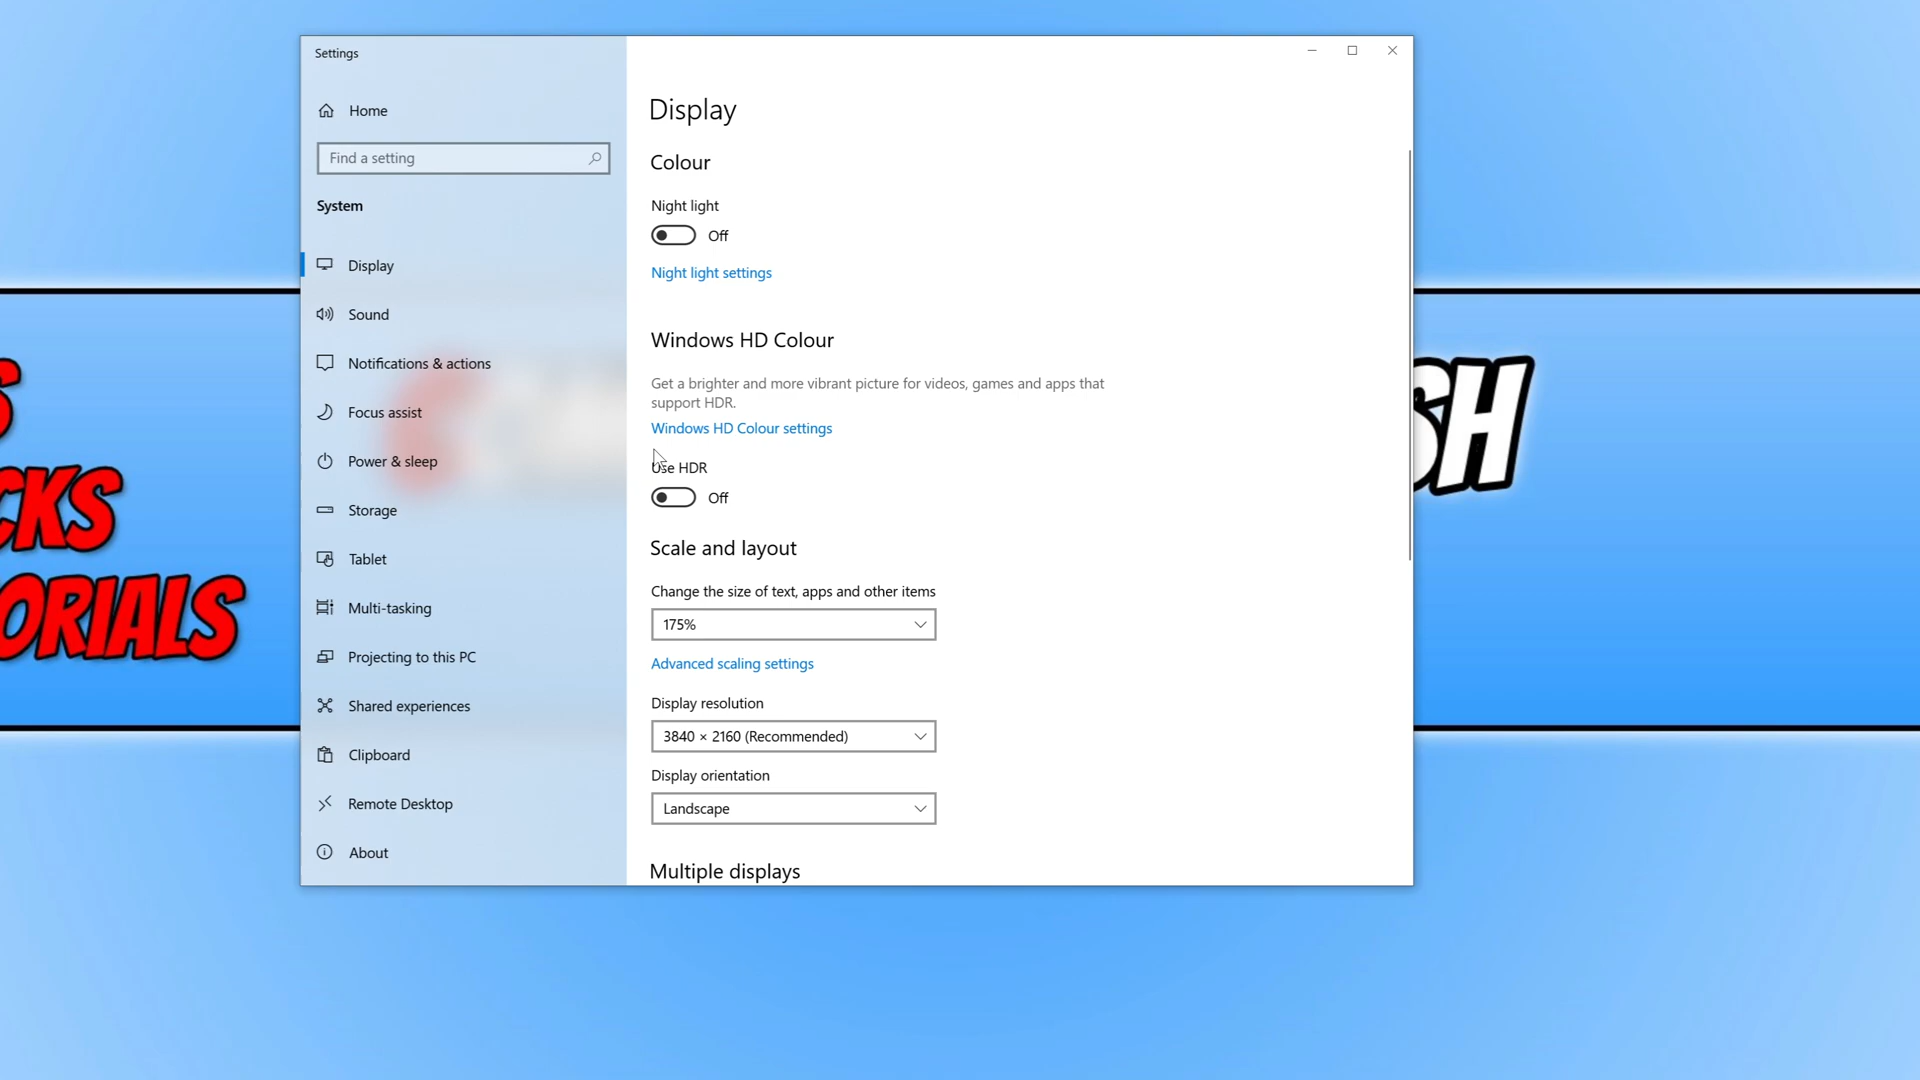 Settings
Home
Find a setting
System
Display
Sound
Notifications & actions
Focus assist
Power & sleep
Storage
Tablet
Multi-tasking
Projecting to this PC
Shared experiences
Clipboard
Remote Desktop
About
Display
Colour
Night light
Off
Night light settings
Windows HD Colour
Get a brighter and more vibrant picture for videos, games and apps that
support HDR.
Windows HD Colour settings
Use HDR
Off
Scale and layout
Change the size of text, apps and other items
175%
Advanced scaling settings
Display resolution
3840 × 2160 (Recommended)
Display orientation
Landscape
Multiple displays
S
CKS
ORIALS
SH